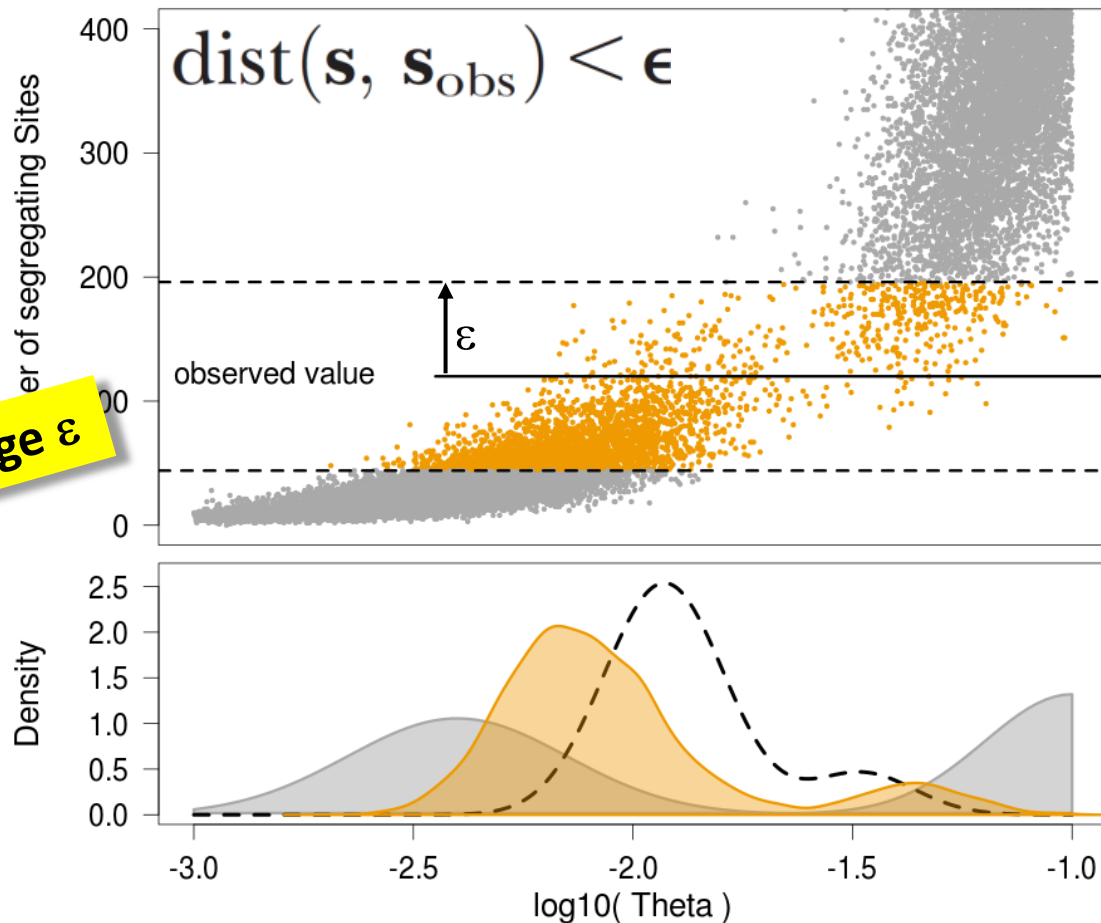 400
dist(s, s_obs) < ϵ
300
200
ε
observed value
00
0
er of segregating Sites
ge ε
2.5
2.0
1.5
1.0
0.5
0.0
Density
-3.0 -2.5 -2.0 -1.5 -1.0
log10( Theta )